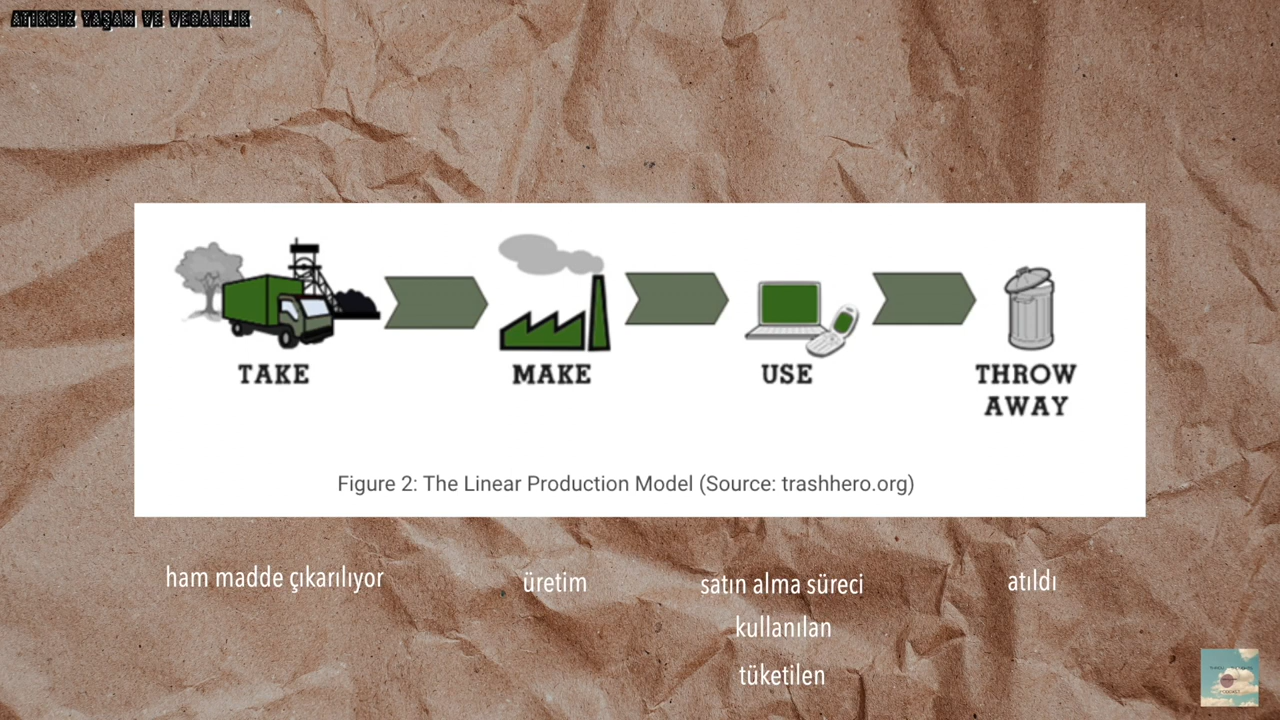 ATIKSIZ YAŞAM VE VEGANLIK
TAKE
MAKE
USE
THROW
AWAY
Figure 2: The Linear Production Model (Source: trashhero.org)
ham madde çıkarılıyor
üretim
satın alma süreci
kullanılan
tüketilen
atıldı